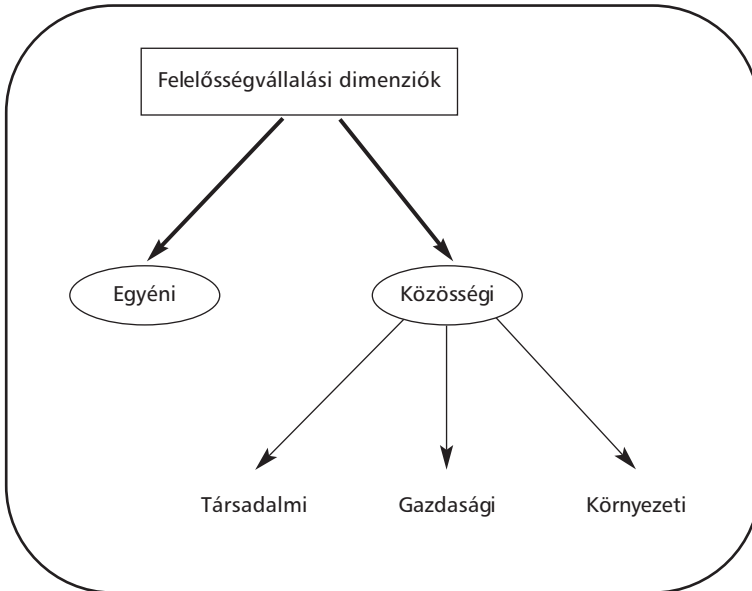 Felelősségvállalási dimenziók
Egyéni
Közösségi
Társadalmi
Gazdasági
Környezeti